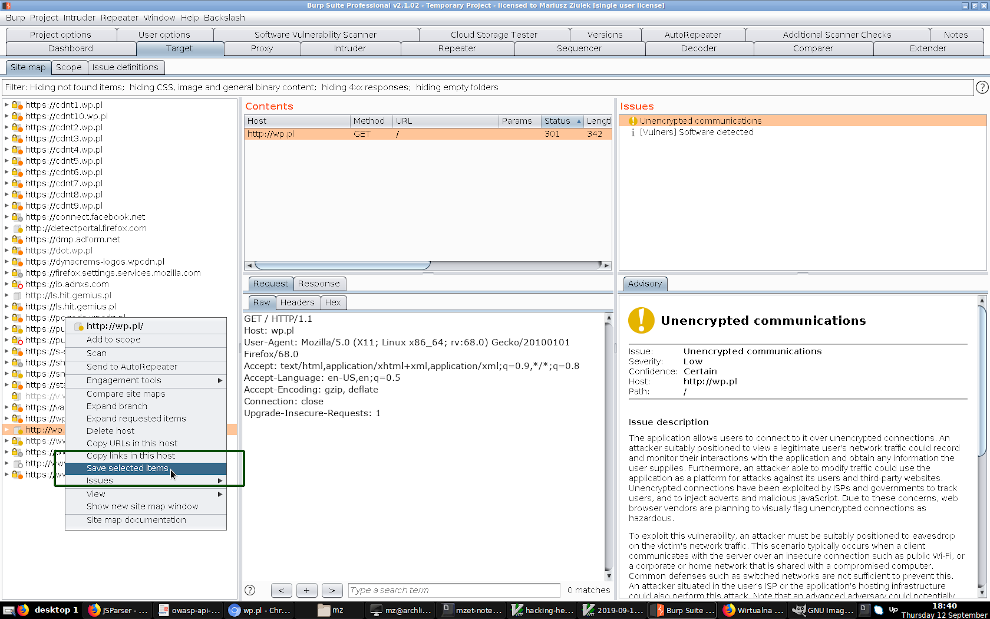 Burp Suite Professional v2.1.02 - Temporary Project - licensed to Mariusz Ziulek [single user license]
Burp Project Intruder Repeater Window Help Backslash
Project options User options Software Vulnerability Scanner Cloud Storage Tester Versions AutoRepeater Additional Scanner Checks Notes
Dashboard Target Proxy Intruder Repeater Sequencer Decoder Comparer Extender
Site map Scope Issue definitions
Filter: Hiding not found items; hiding CSS, image and general binary content; hiding 4xx responses; hiding empty folders
?
https://cdnt1.wp.pl
https://cdnt10.wp.pl
https://cdnt2.wp.pl
https://cdnt3.wp.pl
https://cdnt4.wp.pl
https://cdnt5.wp.pl
https://cdnt6.wp.pl
https://cdnt7.wp.pl
https://cdnt8.wp.pl
https://cdnt9.wp.pl
https://connect.facebook.net
http://detectportal.firefox.com
https://dmp.adform.net
https://dot.wp.pl
https://dynacrems-logos.wpcdn.pl
https://firefox.settings.services.mozilla.com
https://ib.adnxs.com
http://ls.hit.gemius.pl
https://ls.hit.gemius.pl
http://wp.pl/
Add to scope
Scan
Send to AutoRepeater
Engagement tools
Compare site maps
Expand branch
Expand requested items
Delete host
Copy URLs in this host
Copy links in this host
Save selected items
Issues
View
Show new site map window
Site map documentation
Contents
Host Method URL Params Status Lengt
http://wp.pl GET / 301 342
Request Response
Raw Headers Hex
GET / HTTP/1.1
Host: wp.pl
User-Agent: Mozilla/5.0 (X11; Linux x86_64; rv:68.0) Gecko/20100101
Firefox/68.0
Accept: text/html,application/xhtml+xml,application/xml;q=0.9,*/*;q=0.8
Accept-Language: en-US,en;q=0.5
Accept-Encoding: gzip, deflate
Connection: close
Upgrade-Insecure-Requests: 1
? < + > Type a search term 0 matches
Issues
Unencrypted communications
[Vulners] Software detected
Advisory
Unencrypted communications
Issue: Unencrypted communications
Severity: Low
Confidence: Certain
Host: http://wp.pl
Path: /
Issue description
The application allows users to connect to it over unencrypted connections. An
attacker suitably positioned to view a legitimate user's network traffic could record
and monitor their interactions with the application and obtain any information the
user supplies. Furthermore, an attacker able to modify traffic could use the
application as a platform for attacks against its users and third-party websites.
Unencrypted connections have been exploited by ISPs and governments to track
users, and to inject adverts and malicious JavaScript. Due to these concerns, web
browser vendors are planning to visually flag unencrypted connections as
hazardous.
To exploit this vulnerability, an attacker must be suitably positioned to eavesdrop
on the victim's network traffic. This scenario typically occurs when a client
communicates with the server over an insecure connection such as public Wi-Fi, or
a corporate or home network that is shared with a compromised computer.
Common defenses such as switched networks are not sufficient to prevent this.
An attacker situated in the user's ISP or the application's hosting infrastructure
could also perform this attack. Note that an advanced adversary could potentially
desktop 1 JSParser - ... owasp-api-... wp.pl - Chr... mz mz@archli... mzet-note... hacking-he... 2019-09-1... Burp Suite ... Wirtualna ... GNU Imag... Up 18:40
Thursday 12 September